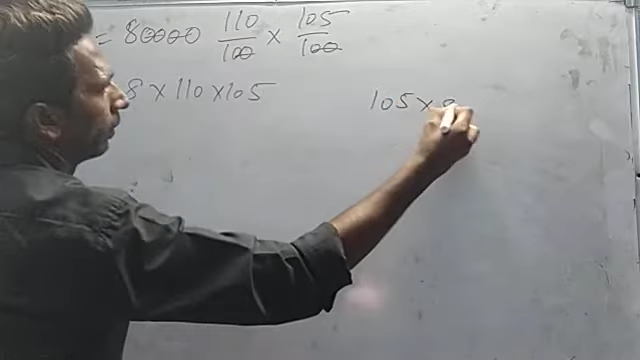 = 80000 110/100 × 105/100
8 × 110 × 105
105 ×